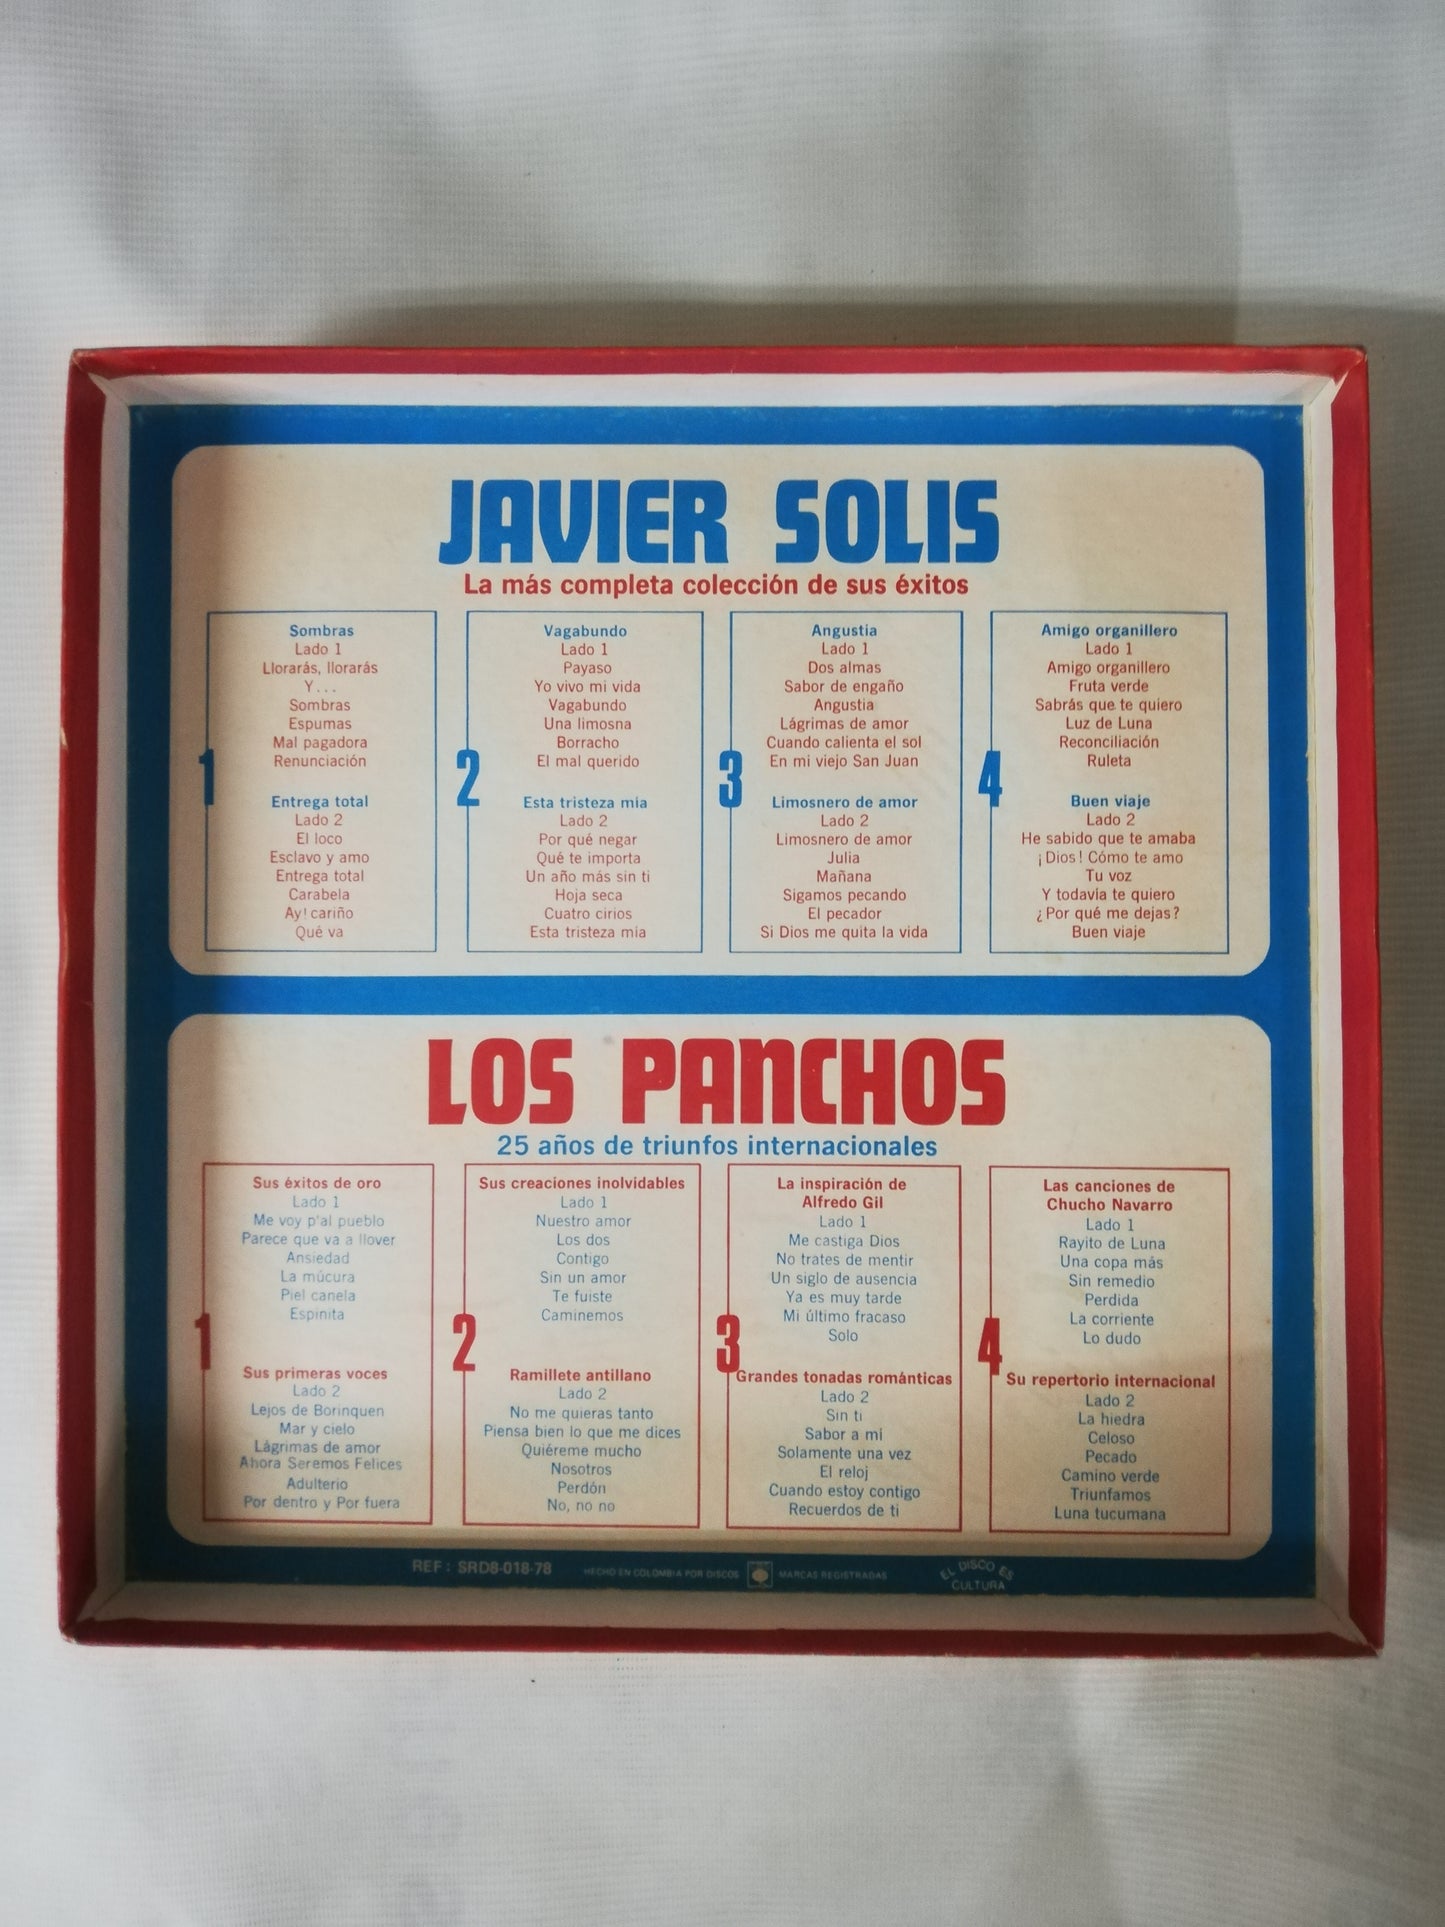 JAVIER SOLIS
La más completa colección de sus éxitos
1
Sombras
Lado 1
Llorarás, llorarás
Y...
Sombras
Espumas
Mal pagadora
Renunciación
Entrega total
Lado 2
El loco
Esclavo y amo
Entrega total
Carabela
Ay! cariño
Qué va
2
Vagabundo
Lado 1
Payaso
Yo vivo mi vida
Vagabundo
Una limosna
Borracho
El mal querido
Esta tristeza mía
Lado 2
Por qué negar
Qué te importa
Un año más sin ti
Hoja seca
Cuatro cirios
Esta tristeza mía
3
Angustia
Lado 1
Dos almas
Sabor de engaño
Angustia
Lágrimas de amor
Cuando calienta el sol
En mi viejo San Juan
Limosnero de amor
Lado 2
Limosnero de amor
Julia
Mañana
Sigamos pecando
El pecador
Si Dios me quita la vida
4
Amigo organillero
Lado 1
Amigo organillero
Fruta verde
Sabrás que te quiero
Luz de Luna
Reconciliación
Ruleta
Buen viaje
Lado 2
He sabido que te amaba
¡Dios! Cómo te amo
Tu voz
Y todavía te quiero
¿Por qué me dejas?
Buen viaje
LOS PANCHOS
25 años de triunfos internacionales
1
Sus éxitos de oro
Lado 1
Me voy p'al pueblo
Parece que va a llover
Ansiedad
La múcura
Piel canela
Espinita
Sus primeras voces
Lado 2
Lejos de Borinquen
Mar y cielo
Lágrimas de amor
Ahora Seremos Felices
Adulterio
Por dentro y Por fuera
2
Sus creaciones inolvidables
Lado 1
Nuestro amor
Los dos
Contigo
Sin un amor
Te fuiste
Caminemos
Ramillete antillano
Lado 2
No me quieras tanto
Piensa bien lo que me dices
Quiéreme mucho
Nosotros
Perdón
No, no no
3
La inspiración de
Alfredo Gil
Lado 1
Me castiga Dios
No trates de mentir
Un siglo de ausencia
Ya es muy tarde
Mi último fracaso
Solo
Grandes tonadas románticas
Lado 2
Sin ti
Sabor a mí
Solamente una vez
El reloj
Cuando estoy contigo
Recuerdos de ti
4
Las canciones de
Chucho Navarro
Lado 1
Rayito de Luna
Una copa más
Sin remedio
Perdida
La corriente
Lo dudo
Su repertorio internacional
Lado 2
La hiedra
Celoso
Pecado
Camino verde
Triunfamos
Luna tucumana
REF: SRD8-018-78 HECHO EN COLOMBIA POR DISCOS MARCAS REGISTRADAS
EL DISCO ES
CULTURA